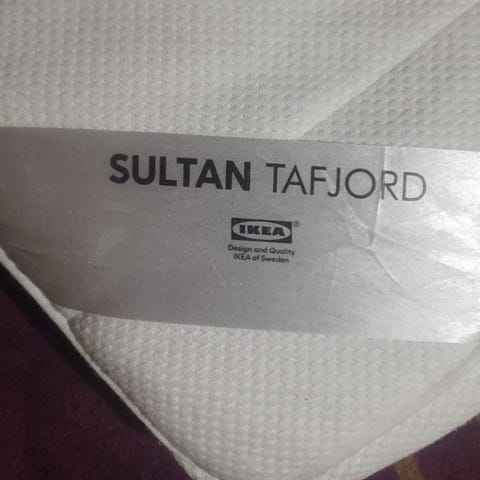 SULTAN TAFJORD
IKEA®
Design and Quality
IKEA of Sweden